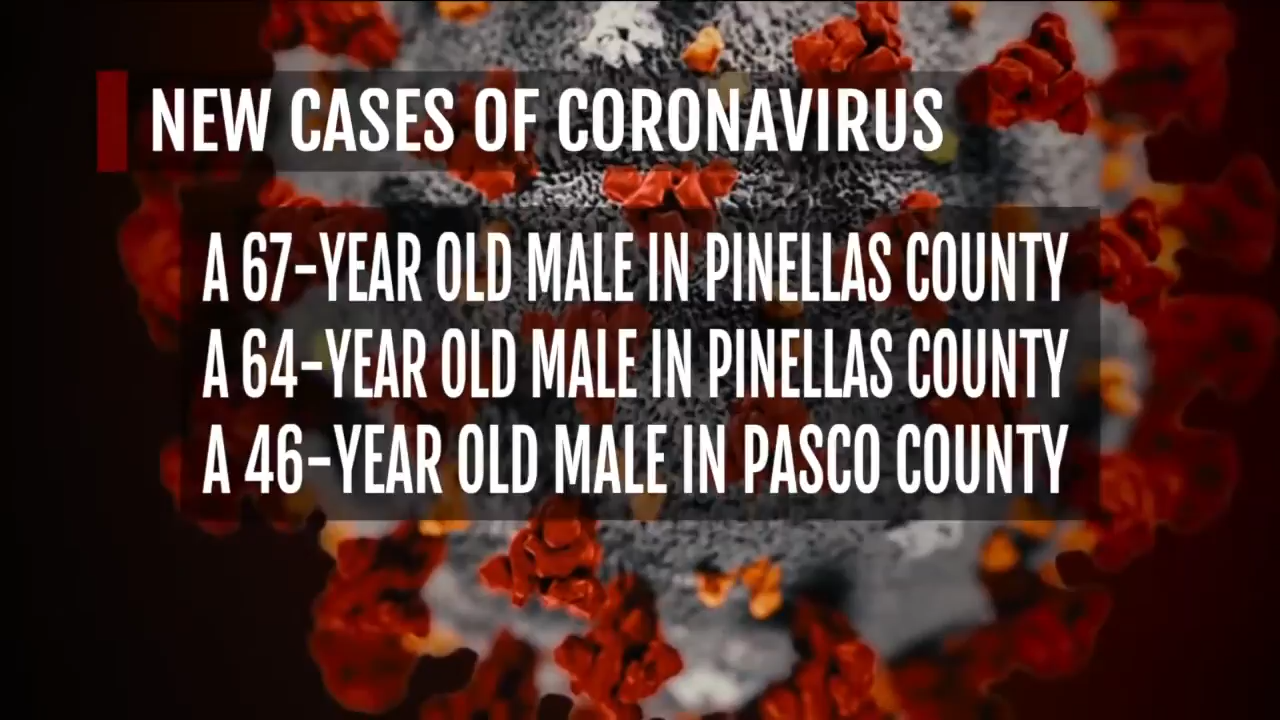 NEW CASES OF CORONAVIRUS
A 67-YEAR OLD MALE IN PINELLAS COUNTY
A 64-YEAR OLD MALE IN PINELLAS COUNTY
A 46-YEAR OLD MALE IN PASCO COUNTY